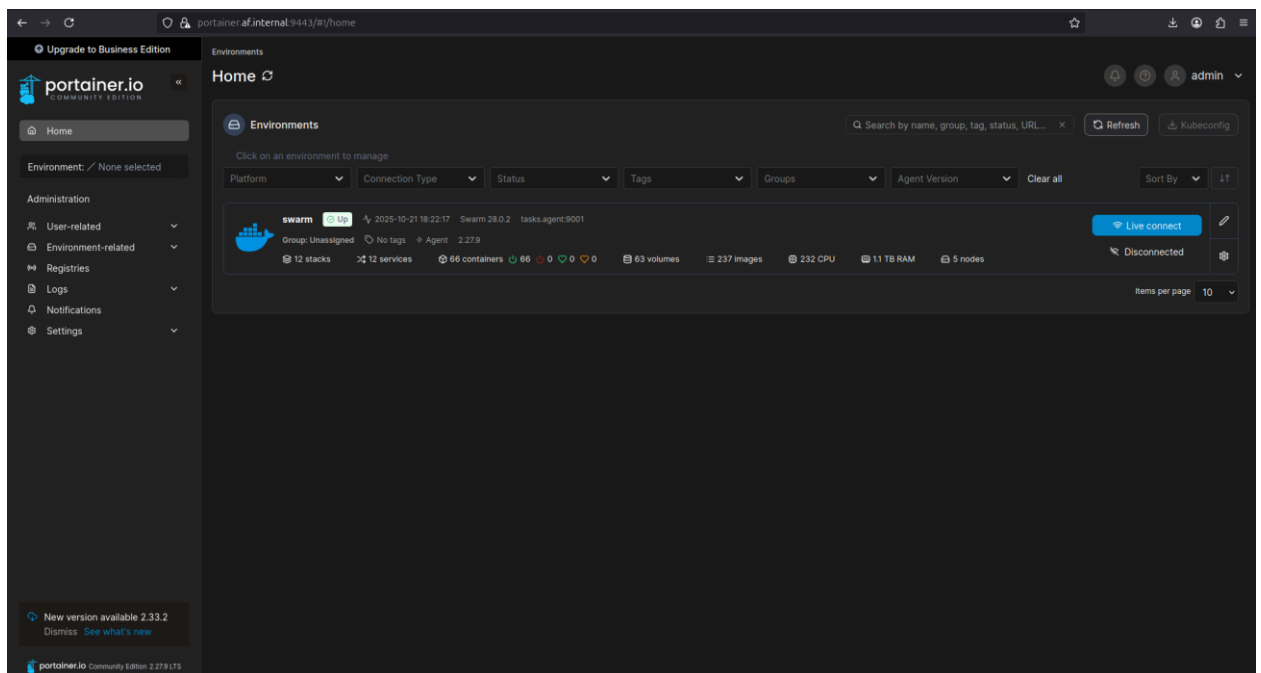 portainer.af.internal:9443/#!/home
Upgrade to Business Edition
portainer.io
COMMUNITY EDITION
Home
Environment: None selected
Administration
User-related
Environment-related
Registries
Logs
Notifications
Settings
New version available 2.33.2
Dismiss See what's new
portainer.io Community Edition 2.27.9 LTS
Environments
Home
admin
Environments
Search by name, group, tag, status, URL...
Refresh
Kubeconfig
Click on an environment to manage
Platform Connection Type Status Tags Groups Agent Version Clear all Sort By
swarm Up 2025-10-21 18:22:17 Swarm 28.0.2 tasks.agent:9001
Group: Unassigned No tags Agent 2.27.9
12 stacks 12 services 66 containers 66 0 0 0 63 volumes 237 images 232 CPU 1.1 TB RAM 5 nodes
Live connect
Disconnected
Items per page 10